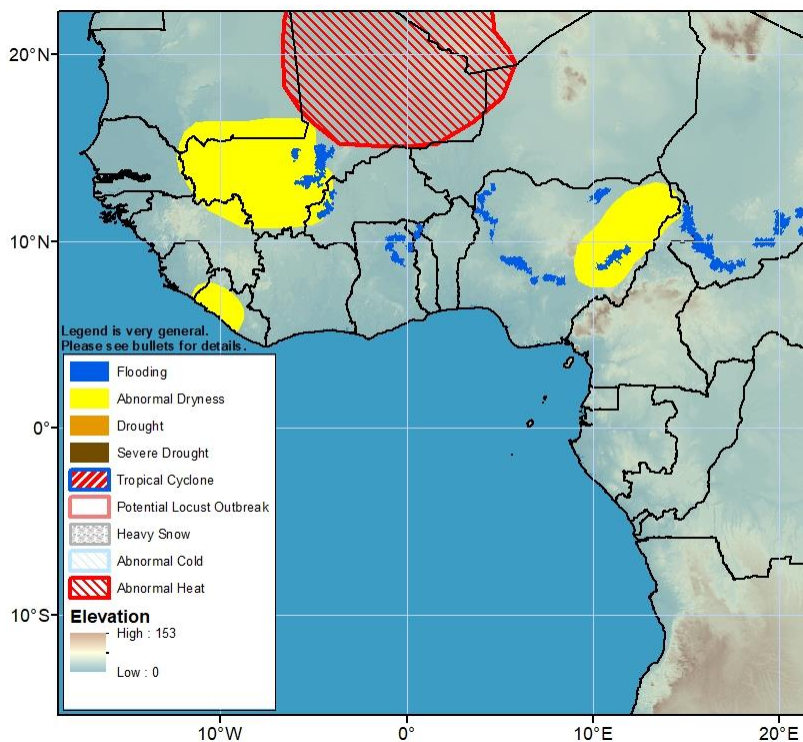 20°N
10°N
0°
10°S
Legend is very general.
Please see bullets for details.
Flooding
Abnormal Dryness
Drought
Severe Drought
Tropical Cyclone
Potential Locust Outbreak
Heavy Snow
Abnormal Cold
Abnormal Heat
Elevation
High : 153
Low : 0
10°W 0° 10°E 20°E